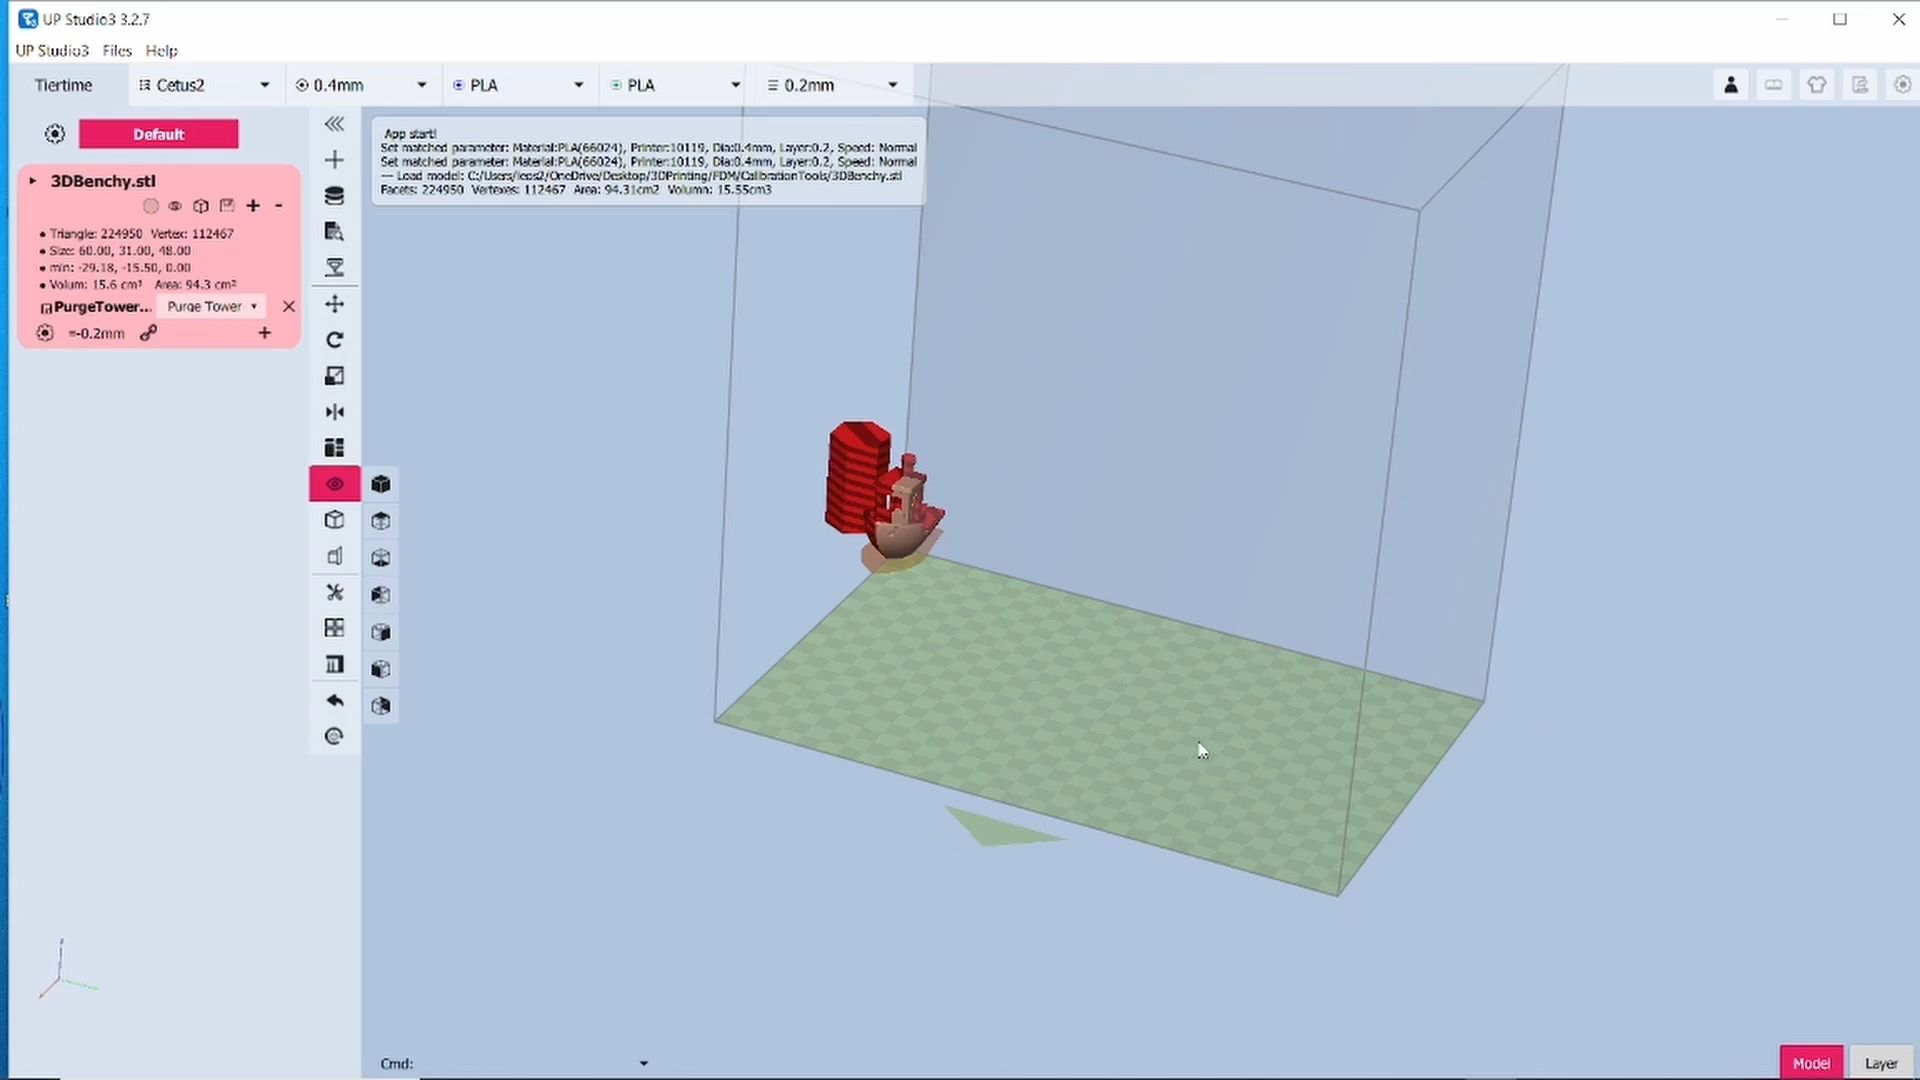 UP Studio3 3.2.7
UP Studio3 Files Help
Tiertime Cetus2 0.4mm PLA PLA 0.2mm
Default
3DBenchy.stl
Triangle: 224950 Vertex: 112467
Size: 60.00, 31.00, 48.00
min: -29.18, -15.50, 0.00
Volum: 15.6 cm³ Area: 94.3 cm²
PurgeTower... Purge Tower
=-0.2mm
App start!
Set matched parameter: Material:PLA(66024), Printer:10119, Dia:0.4mm, Layer:0.2, Speed: Normal
Set matched parameter: Material:PLA(66024), Printer:10119, Dia:0.4mm, Layer:0.2, Speed: Normal
--- Load model: C:/Users/leos2/OneDrive/Desktop/3DPrinting/FDM/CalibrationTools/3DBenchy.stl
Facets: 224950 Vertexes: 112467 Area: 94.31cm2 Volumn: 15.55cm3
Cmd:
Model Layer